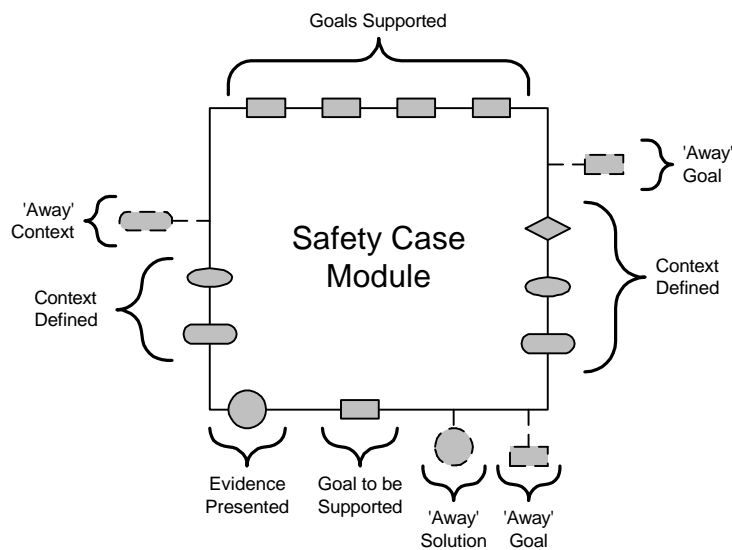 Goals Supported
'Away'
Goal
'Away'
Context
Safety Case
Module
Context
Defined
Context
Defined
Evidence
Presented
Goal to be
Supported
'Away'
Solution
'Away'
Goal